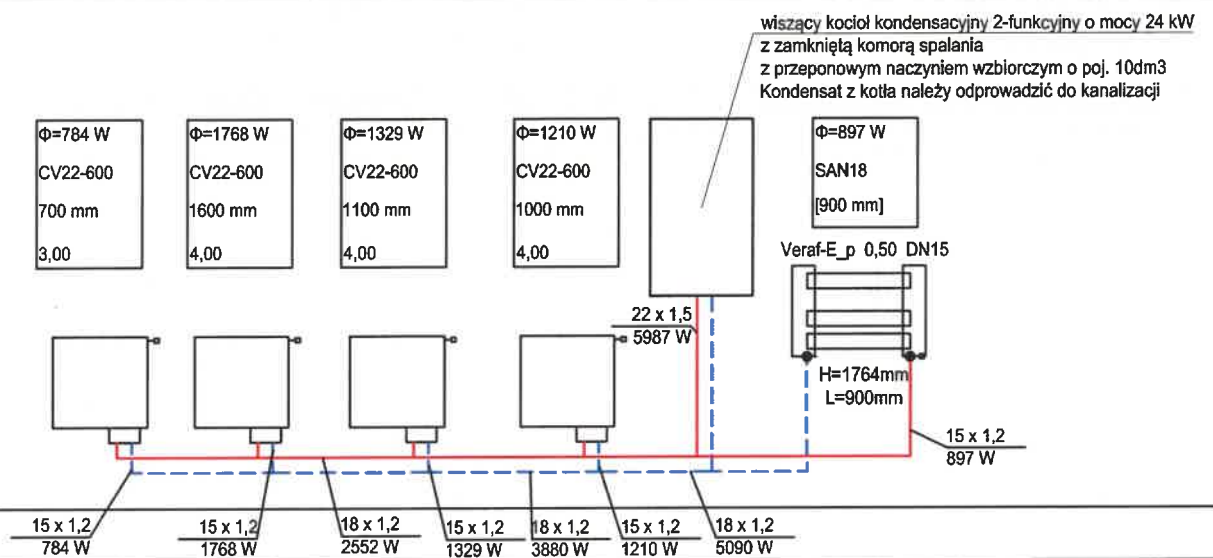 wiszący kocioł kondensacyjny 2-funkcyjny o mocy 24 kW
z zamkniętą komorą spalania
z przeponowym naczyniem wzbiorczym o poj. 10dm3
Kondensat z kotła należy odprowadzić do kanalizacji
Φ=784 W
CV22-600
700 mm
3,00
Φ=1768 W
CV22-600
1600 mm
4,00
Φ=1329 W
CV22-600
1100 mm
4,00
Φ=1210 W
CV22-600
1000 mm
4,00
Φ=897 W
SAN18
[900 mm]
Veraf-E_p 0,50 DN15
22 x 1,5
5987 W
H=1764mm
L=900mm
15 x 1,2
897 W
15 x 1,2
784 W
15 x 1,2
1768 W
18 x 1,2
2552 W
15 x 1,2
1329 W
18 x 1,2
3880 W
15 x 1,2
1210 W
18 x 1,2
5090 W